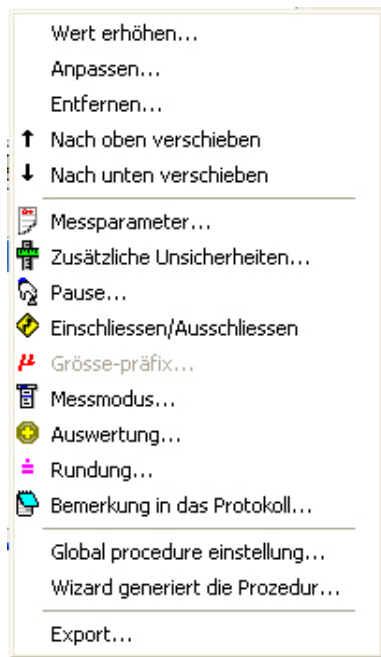 Wert erhöhen...
Anpassen...
Entfernen...
Nach oben verschieben
Nach unten verschieben
Messparameter...
Zusätzliche Unsicherheiten...
Pause...
Einschliessen/Ausschliessen
Grösse-präfix...
Messmodus...
Auswertung...
Rundung...
Bemerkung in das Protokoll...
Global procedure einstellung...
Wizard generiert die Prozedur...
Export...